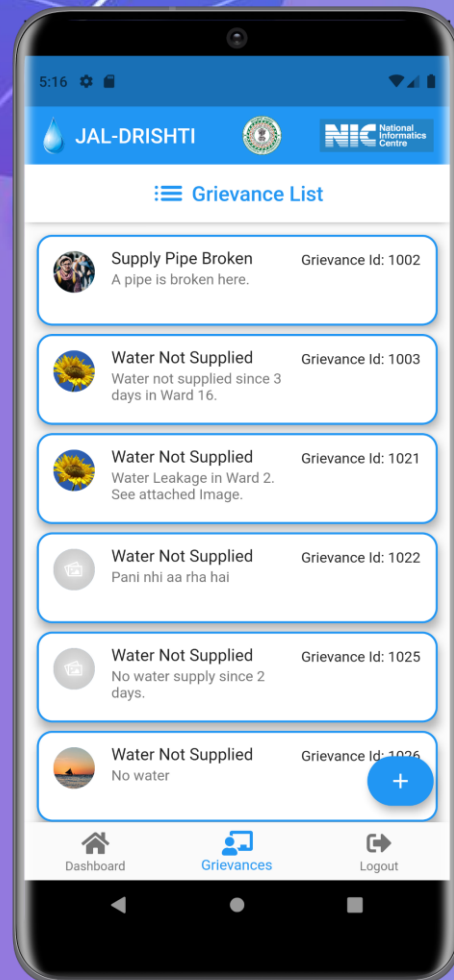 5:16
JAL-DRISHTI
NIC National
Informatics
Centre
Grievance List
Supply Pipe Broken Grievance Id: 1002
A pipe is broken here.
Water Not Supplied Grievance Id: 1003
Water not supplied since 3
days in Ward 16.
Water Not Supplied Grievance Id: 1021
Water Leakage in Ward 2.
See attached Image.
Water Not Supplied Grievance Id: 1022
Pani nhi aa rha hai
Water Not Supplied Grievance Id: 1025
No water supply since 2
days.
Water Not Supplied Grievance Id: 1026
No water
+
Dashboard Grievances Logout